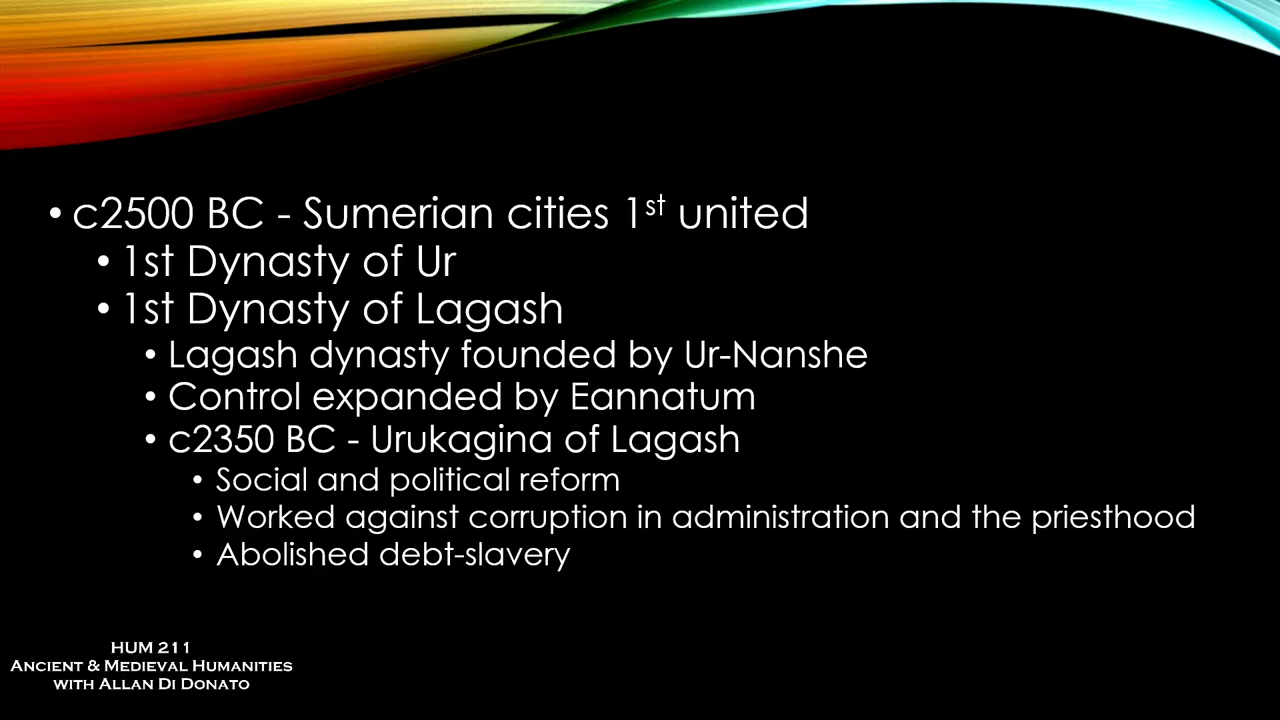 • c2500 BC - Sumerian cities 1st united
• 1st Dynasty of Ur
• 1st Dynasty of Lagash
• Lagash dynasty founded by Ur-Nanshe
• Control expanded by Eannatum
• c2350 BC - Urukagina of Lagash
• Social and political reform
• Worked against corruption in administration and the priesthood
• Abolished debt-slavery
HUM 211
Ancient & Medieval Humanities
with Allan Di Donato